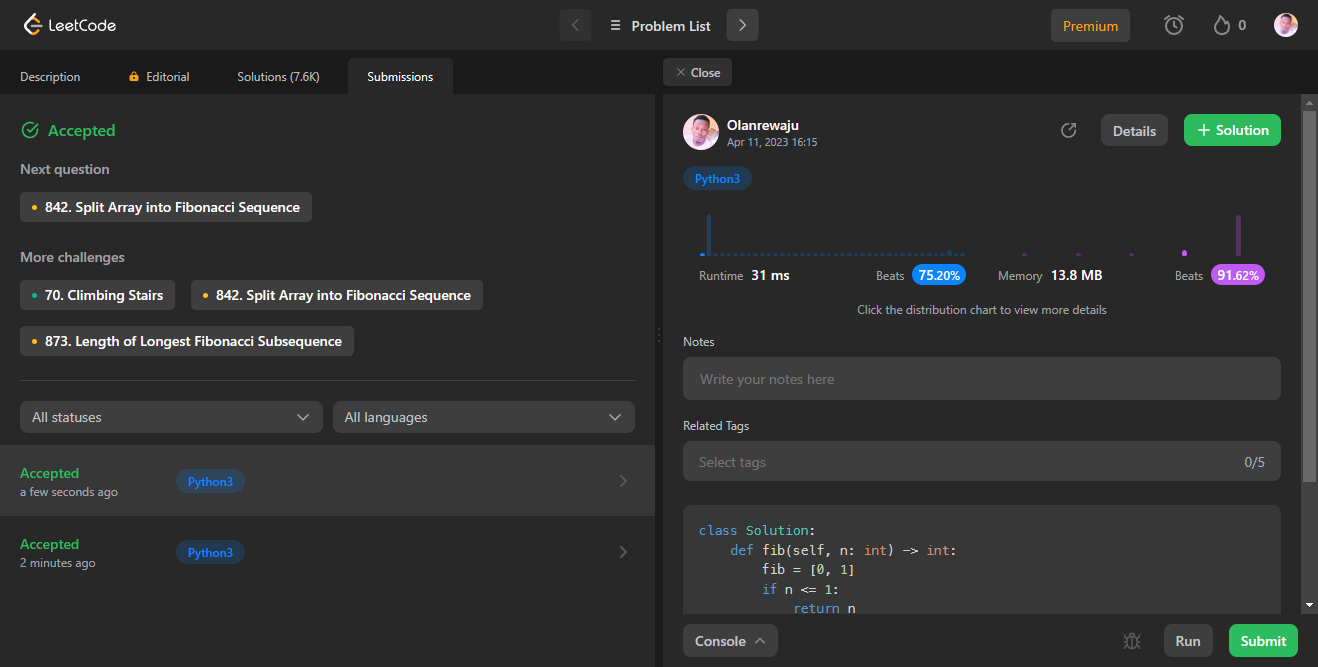 LeetCode
Problem List
Premium
0
Description
Editorial
Solutions (7.6K)
Submissions
Close
Accepted
Next question
842. Split Array into Fibonacci Sequence
More challenges
70. Climbing Stairs
842. Split Array into Fibonacci Sequence
873. Length of Longest Fibonacci Subsequence
All statuses
All languages
Accepted
a few seconds ago
Python3
Accepted
2 minutes ago
Python3
Olanrewaju
Apr 11, 2023 16:15
Details
+ Solution
Python3
Runtime 31 ms
Beats 75.20%
Memory 13.8 MB
Beats 91.62%
Click the distribution chart to view more details
Notes
Write your notes here
Related Tags
Select tags
0/5
class Solution:
    def fib(self, n: int) -> int:
        fib = [0, 1]
        if n <= 1:
            return n
Console
Run
Submit